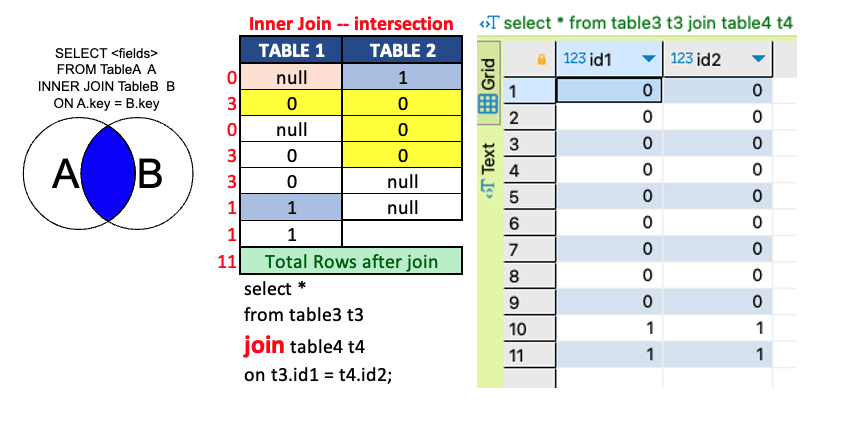 SELECT <fields>
FROM TableA A
INNER JOIN TableB B
ON A.key = B.key
A B
Inner Join -- intersection
TABLE 1 TABLE 2
0 null 1
3 0 0
0 null 0
3 0 0
3 0 null
1 1 null
1 1
11 Total Rows after join
select *
from table3 t3
join table4 t4
on t3.id1 = t4.id2;
select * from table3 t3 join table4 t4
Grid
Text
123 id1 123 id2
1 0 0
2 0 0
3 0 0
4 0 0
5 0 0
6 0 0
7 0 0
8 0 0
9 0 0
10 1 1
11 1 1